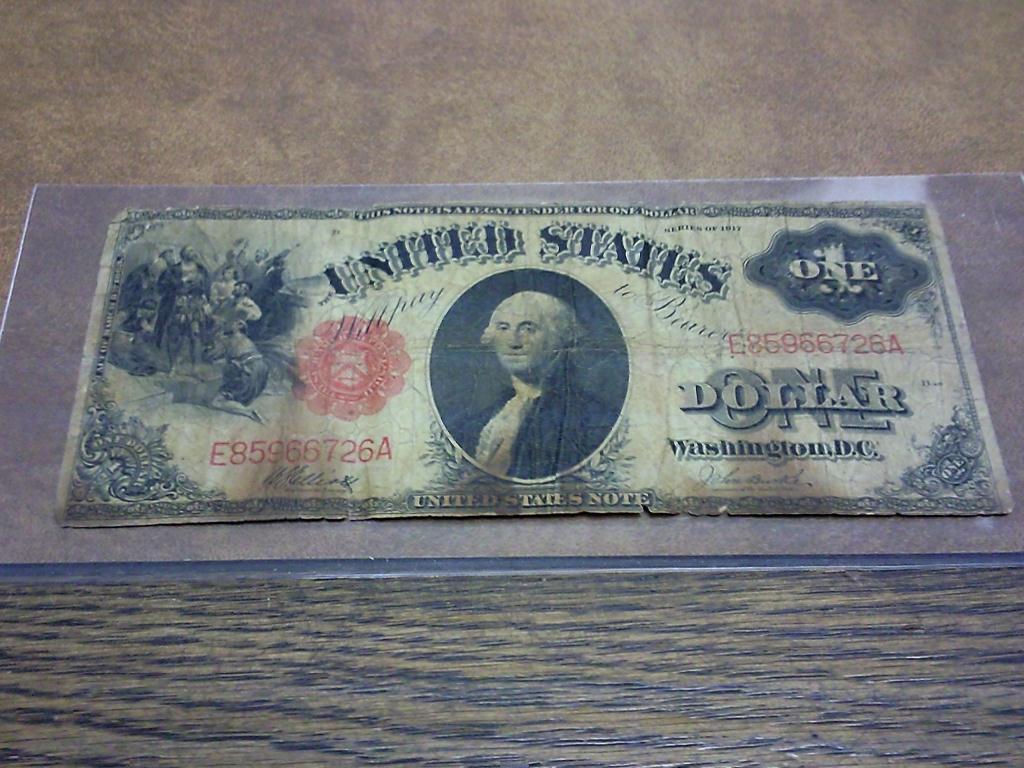 THIS NOTE IS A LEGAL TENDER FOR ONE DOLLAR
SERIES OF 1917
THE UNITED STATES
ONE
Will pay to Bearer
E85966726A
ONE
DOLLAR
Washington, D.C.
E85966726A
UNITED STATES NOTE